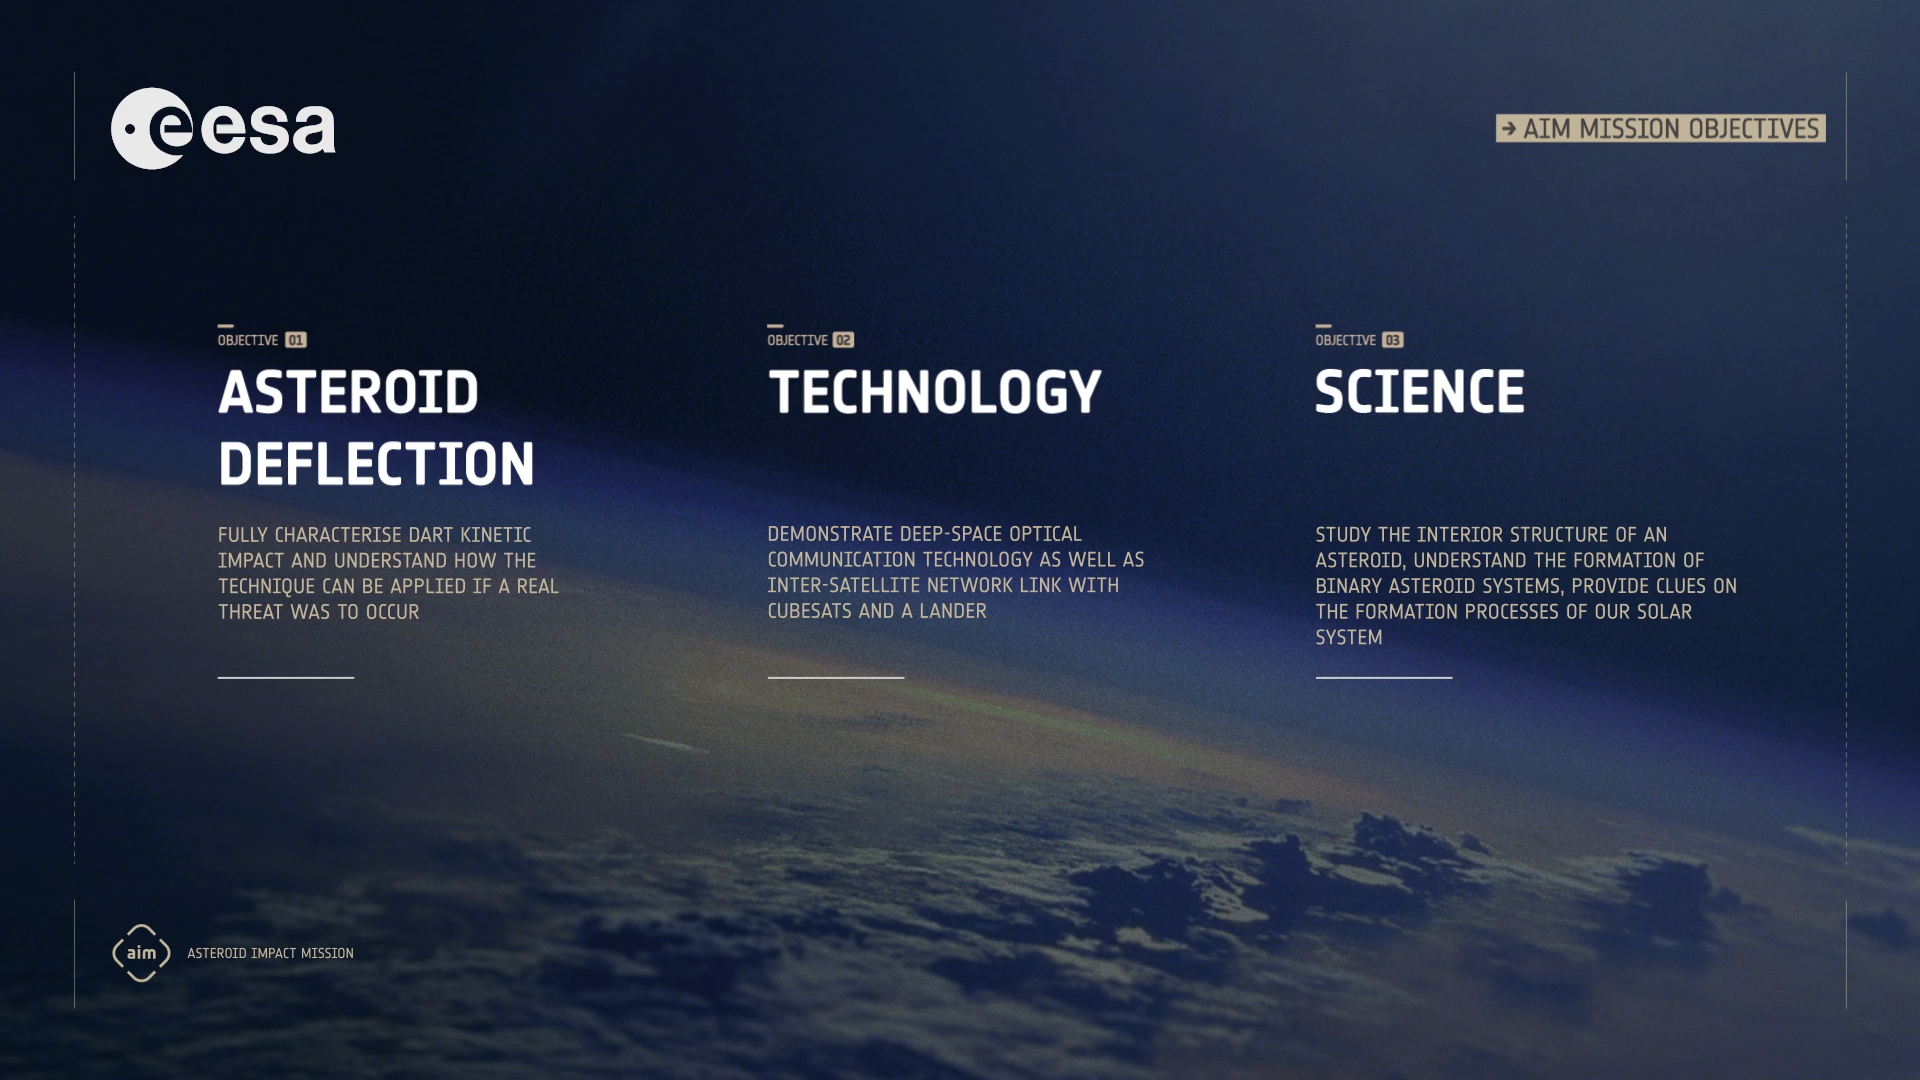 esa
→ AIM MISSION OBJECTIVES
OBJECTIVE 01
ASTEROID
DEFLECTION
FULLY CHARACTERISE DART KINETIC
IMPACT AND UNDERSTAND HOW THE
TECHNIQUE CAN BE APPLIED IF A REAL
THREAT WAS TO OCCUR
OBJECTIVE 02
TECHNOLOGY
DEMONSTRATE DEEP-SPACE OPTICAL
COMMUNICATION TECHNOLOGY AS WELL AS
INTER-SATELLITE NETWORK LINK WITH
CUBESATS AND A LANDER
OBJECTIVE 03
SCIENCE
STUDY THE INTERIOR STRUCTURE OF AN
ASTEROID, UNDERSTAND THE FORMATION OF
BINARY ASTEROID SYSTEMS, PROVIDE CLUES ON
THE FORMATION PROCESSES OF OUR SOLAR
SYSTEM
aim
ASTEROID IMPACT MISSION